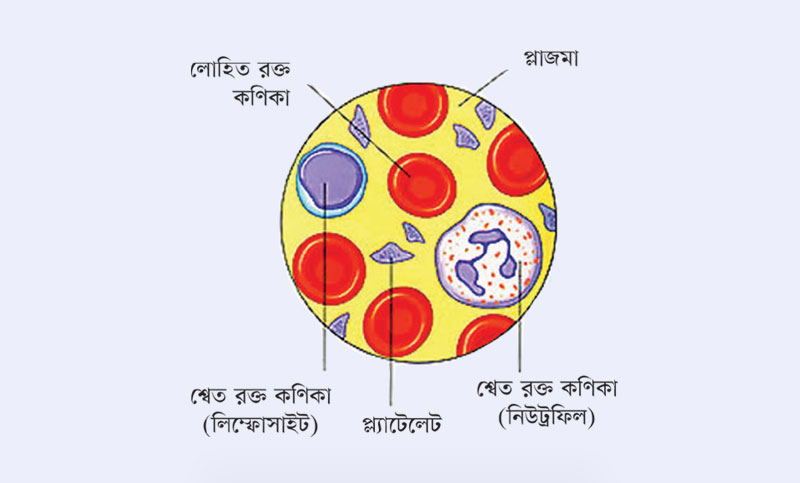 লোহিত রক্ত
কণিকা
প্লাজমা
শ্বেত রক্ত কণিকা
(লিম্ফোসাইট)
প্ল্যাটেলেট
শ্বেত রক্ত কণিকা
(নিউট্রফিল)